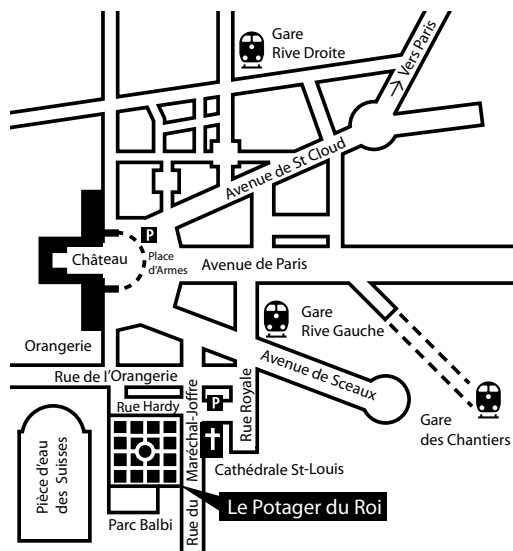 Gare
Rive Droite
Vers Paris
Avenue de St Cloud
P
Château
Place
d'Armes
Avenue de Paris
Gare
Rive Gauche
Orangerie
Rue de l'Orangerie
Avenue de Sceaux
Rue Hardy
P
Rue Royale
Gare
des Chantiers
Pièce d'eau
des Suisses
Rue du Maréchal-Joffre
Cathédrale St-Louis
Le Potager du Roi
Parc Balbi